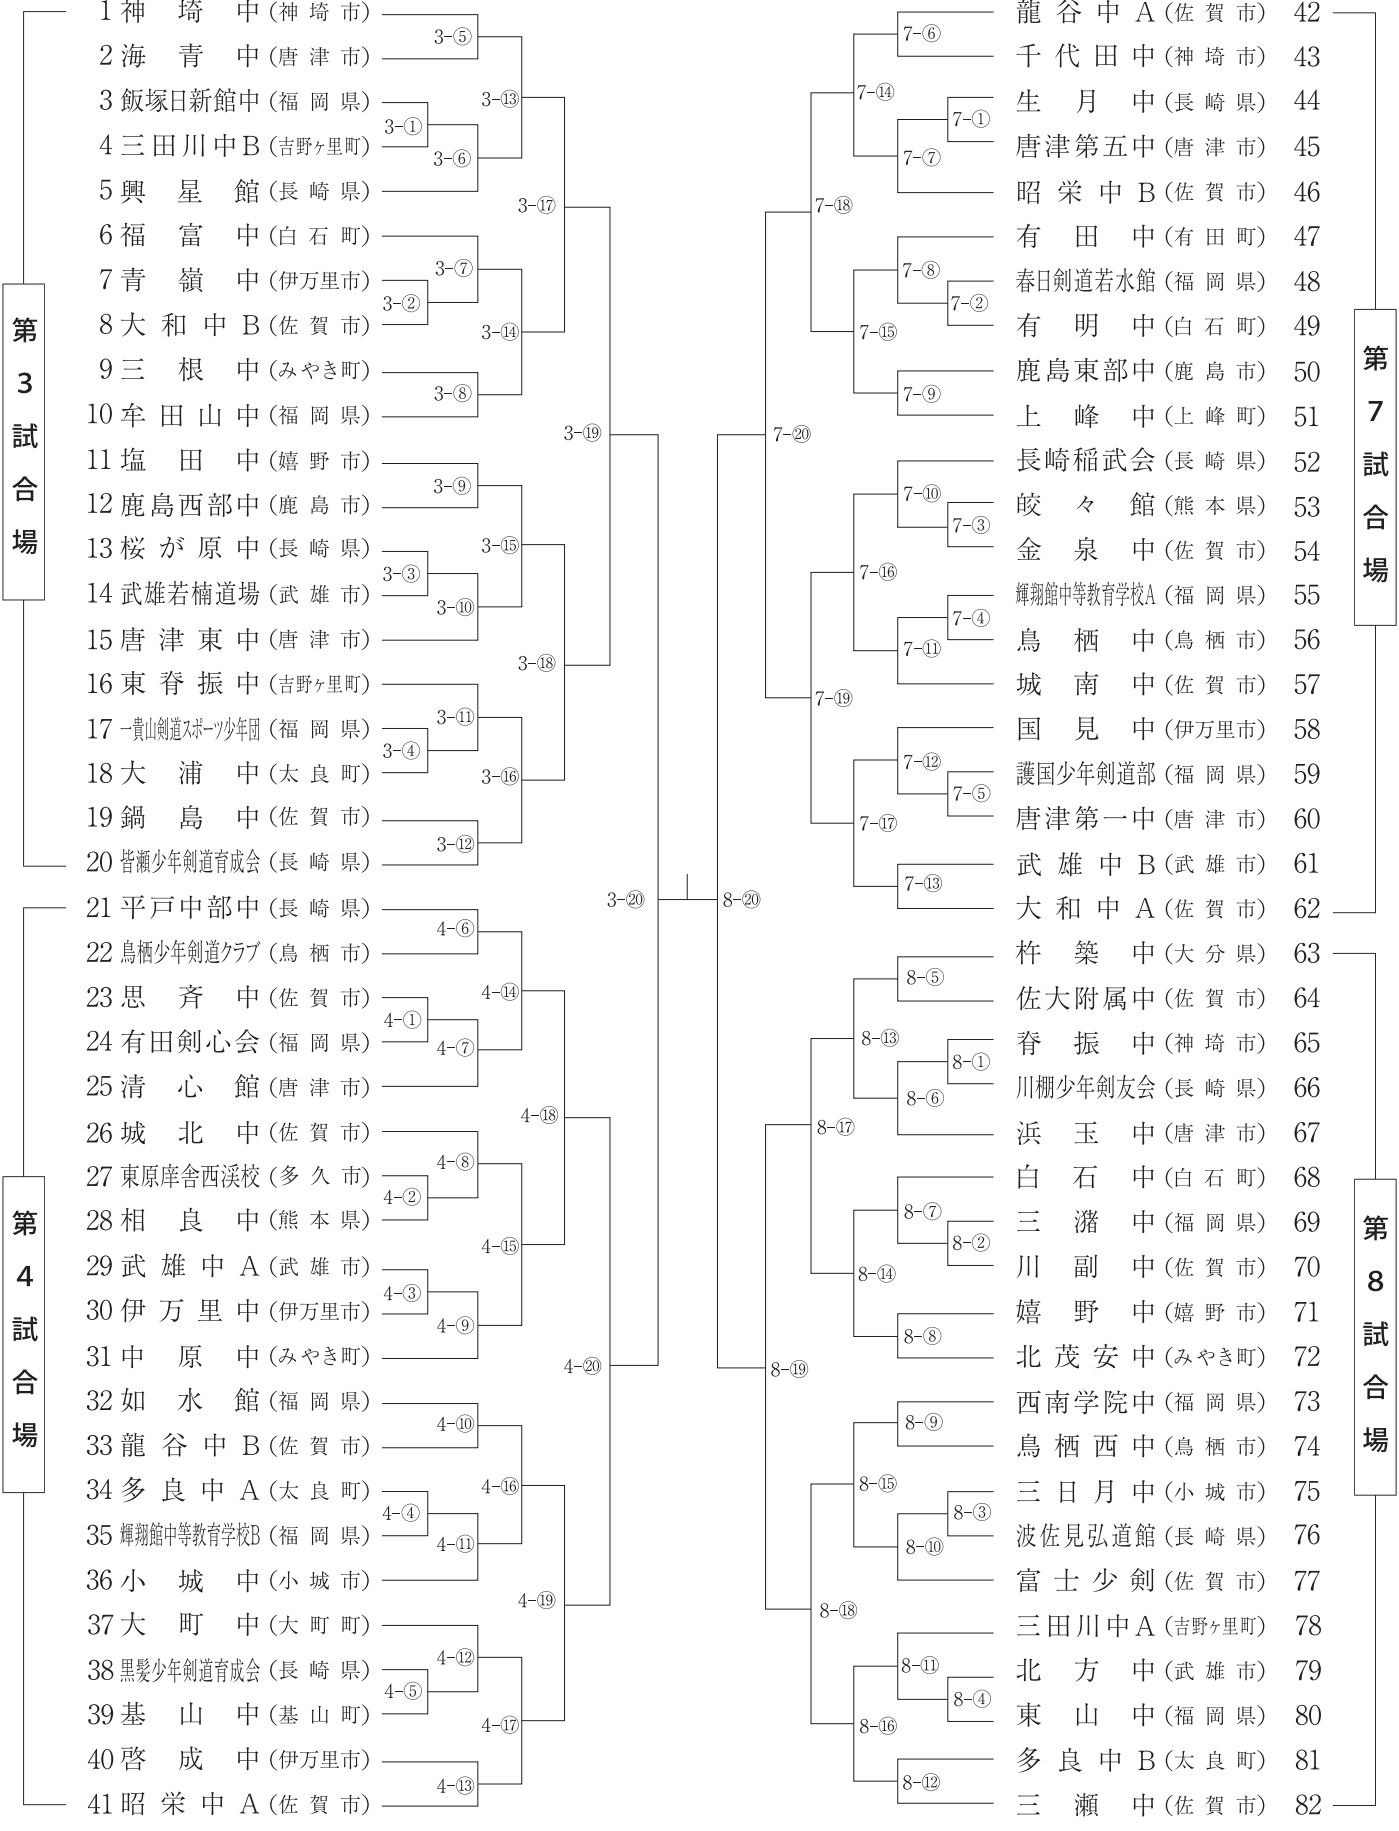 第3試合場
1 神埼中（神埼市）
2 海青中（唐津市）
3 飯塚日新館中（福岡県）
4 三田川中B（吉野ヶ里町）
5 興星館（長崎県）
6 福富中（白石町）
7 青嶺中（伊万里市）
8 大和中B（佐賀市）
9 三根中（みやき町）
10 牟田山中（福岡県）
11 塩田中（嬉野市）
12 鹿島西部中（鹿島市）
13 桜が原中（長崎県）
14 武雄若楠道場（武雄市）
15 唐津東中（唐津市）
16 東脊振中（吉野ヶ里町）
17 一貴山剣道スポーツ少年団（福岡県）
18 大浦中（太良町）
19 鍋島中（佐賀市）
20 皆瀬少年剣道育成会（長崎県）
3-①
3-②
3-③
3-④
3-⑤
3-⑥
3-⑦
3-⑧
3-⑨
3-⑩
3-⑪
3-⑫
3-⑬
3-⑭
3-⑮
3-⑯
3-⑰
3-⑱
3-⑲
3-⑳
第4試合場
21 平戸中部中（長崎県）
22 鳥栖少年剣道クラブ（鳥栖市）
23 思斉中（佐賀市）
24 有田剣心会（福岡県）
25 清心館（唐津市）
26 城北中（佐賀市）
27 東原庠舎西渓校（多久市）
28 相良中（熊本県）
29 武雄中A（武雄市）
30 伊万里中（伊万里市）
31 中原中（みやき町）
32 如水館（福岡県）
33 龍谷中B（佐賀市）
34 多良中A（太良町）
35 輝翔館中等教育学校B（福岡県）
36 小城中（小城市）
37 大町中（大町町）
38 黒髪少年剣道育成会（長崎県）
39 基山中（基山町）
40 啓成中（伊万里市）
41 昭栄中A（佐賀市）
4-①
4-②
4-③
4-④
4-⑤
4-⑥
4-⑦
4-⑧
4-⑨
4-⑩
4-⑪
4-⑫
4-⑬
4-⑭
4-⑮
4-⑯
4-⑰
4-⑱
4-⑲
4-⑳
第7試合場
龍谷中A（佐賀市） 42
千代田中（神埼市） 43
生月中（長崎県） 44
唐津第五中（唐津市） 45
昭栄中B（佐賀市） 46
有田中（有田町） 47
春日剣道若水館（福岡県） 48
有明中（白石町） 49
鹿島東部中（鹿島市） 50
上峰中（上峰町） 51
長崎稲武会（長崎県） 52
皎々館（熊本県） 53
金泉中（佐賀市） 54
輝翔館中等教育学校A（福岡県） 55
鳥栖中（鳥栖市） 56
城南中（佐賀市） 57
国見中（伊万里市） 58
護国少年剣道部（福岡県） 59
唐津第一中（唐津市） 60
武雄中B（武雄市） 61
大和中A（佐賀市） 62
7-①
7-②
7-③
7-④
7-⑤
7-⑥
7-⑦
7-⑧
7-⑨
7-⑩
7-⑪
7-⑫
7-⑬
7-⑭
7-⑮
7-⑯
7-⑰
7-⑱
7-⑲
7-⑳
第8試合場
杵築中（大分県） 63
佐大附属中（佐賀市） 64
脊振中（神埼市） 65
川棚少年剣友会（長崎県） 66
浜玉中（唐津市） 67
白石中（白石町） 68
三潴中（福岡県） 69
川副中（佐賀市） 70
嬉野中（嬉野市） 71
北茂安中（みやき町） 72
西南学院中（福岡県） 73
鳥栖西中（鳥栖市） 74
三日月中（小城市） 75
波佐見弘道館（長崎県） 76
富士少剣（佐賀市） 77
三田川中A（吉野ヶ里町） 78
北方中（武雄市） 79
東山中（福岡県） 80
多良中B（太良町） 81
三瀬中（佐賀市） 82
8-①
8-②
8-③
8-④
8-⑤
8-⑥
8-⑦
8-⑧
8-⑨
8-⑩
8-⑪
8-⑫
8-⑬
8-⑭
8-⑮
8-⑯
8-⑰
8-⑱
8-⑲
8-⑳